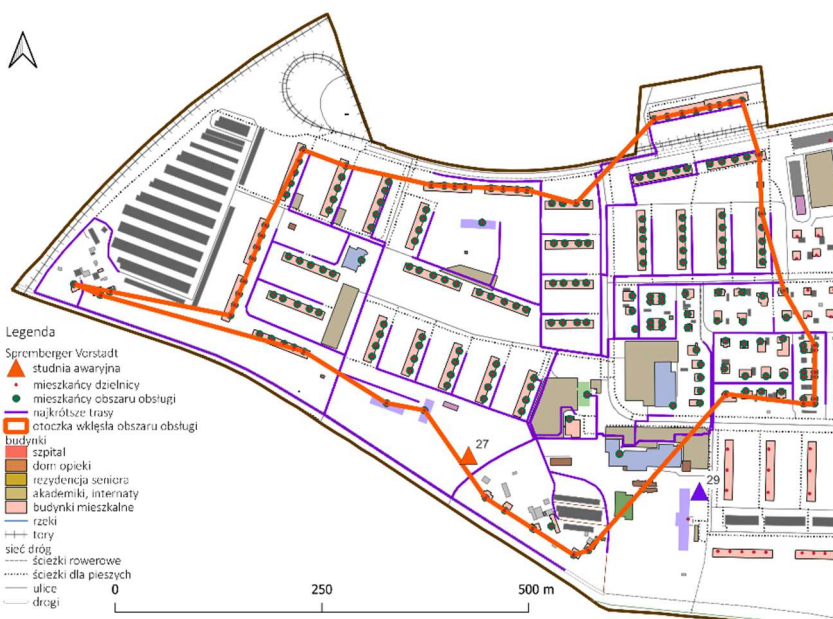 27
29
Legenda
Spremberger Vorstadt
studnia awaryjna
mieszkańcy dzielnicy
mieszkańcy obszaru obsługi
najkrótsze trasy
otoczka wklęsła obszaru obsługi
budynki
szpital
dom opieki
rezydencja seniora
akademiki, internaty
budynki mieszkalne
rzeki
tory
sieć dróg
ścieżki rowerowe
ścieżki dla pieszych
ulice
drogi
0 250 500 m